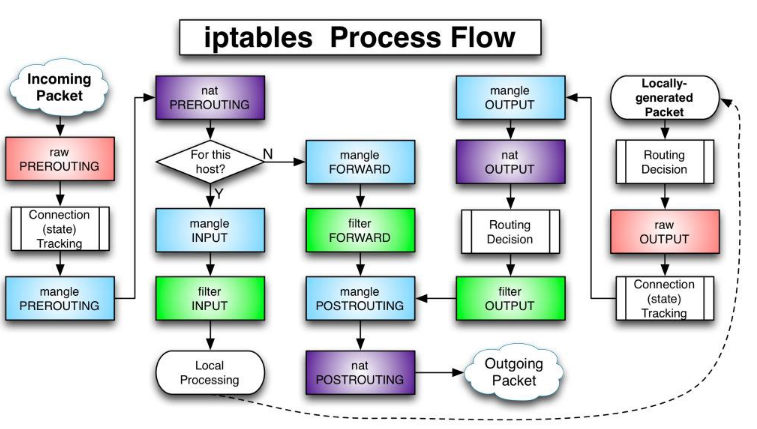 iptables Process Flow
Incoming
Packet
raw
PREROUTING
Connection
(state)
Tracking
mangle
PREROUTING
nat
PREROUTING
For this
host?
N
Y
mangle
INPUT
filter
INPUT
Local
Processing
mangle
FORWARD
filter
FORWARD
mangle
POSTROUTING
nat
POSTROUTING
mangle
OUTPUT
nat
OUTPUT
Routing
Decision
filter
OUTPUT
Outgoing
Packet
Locally-
generated
Packet
Routing
Decision
raw
OUTPUT
Connection
(state)
Tracking